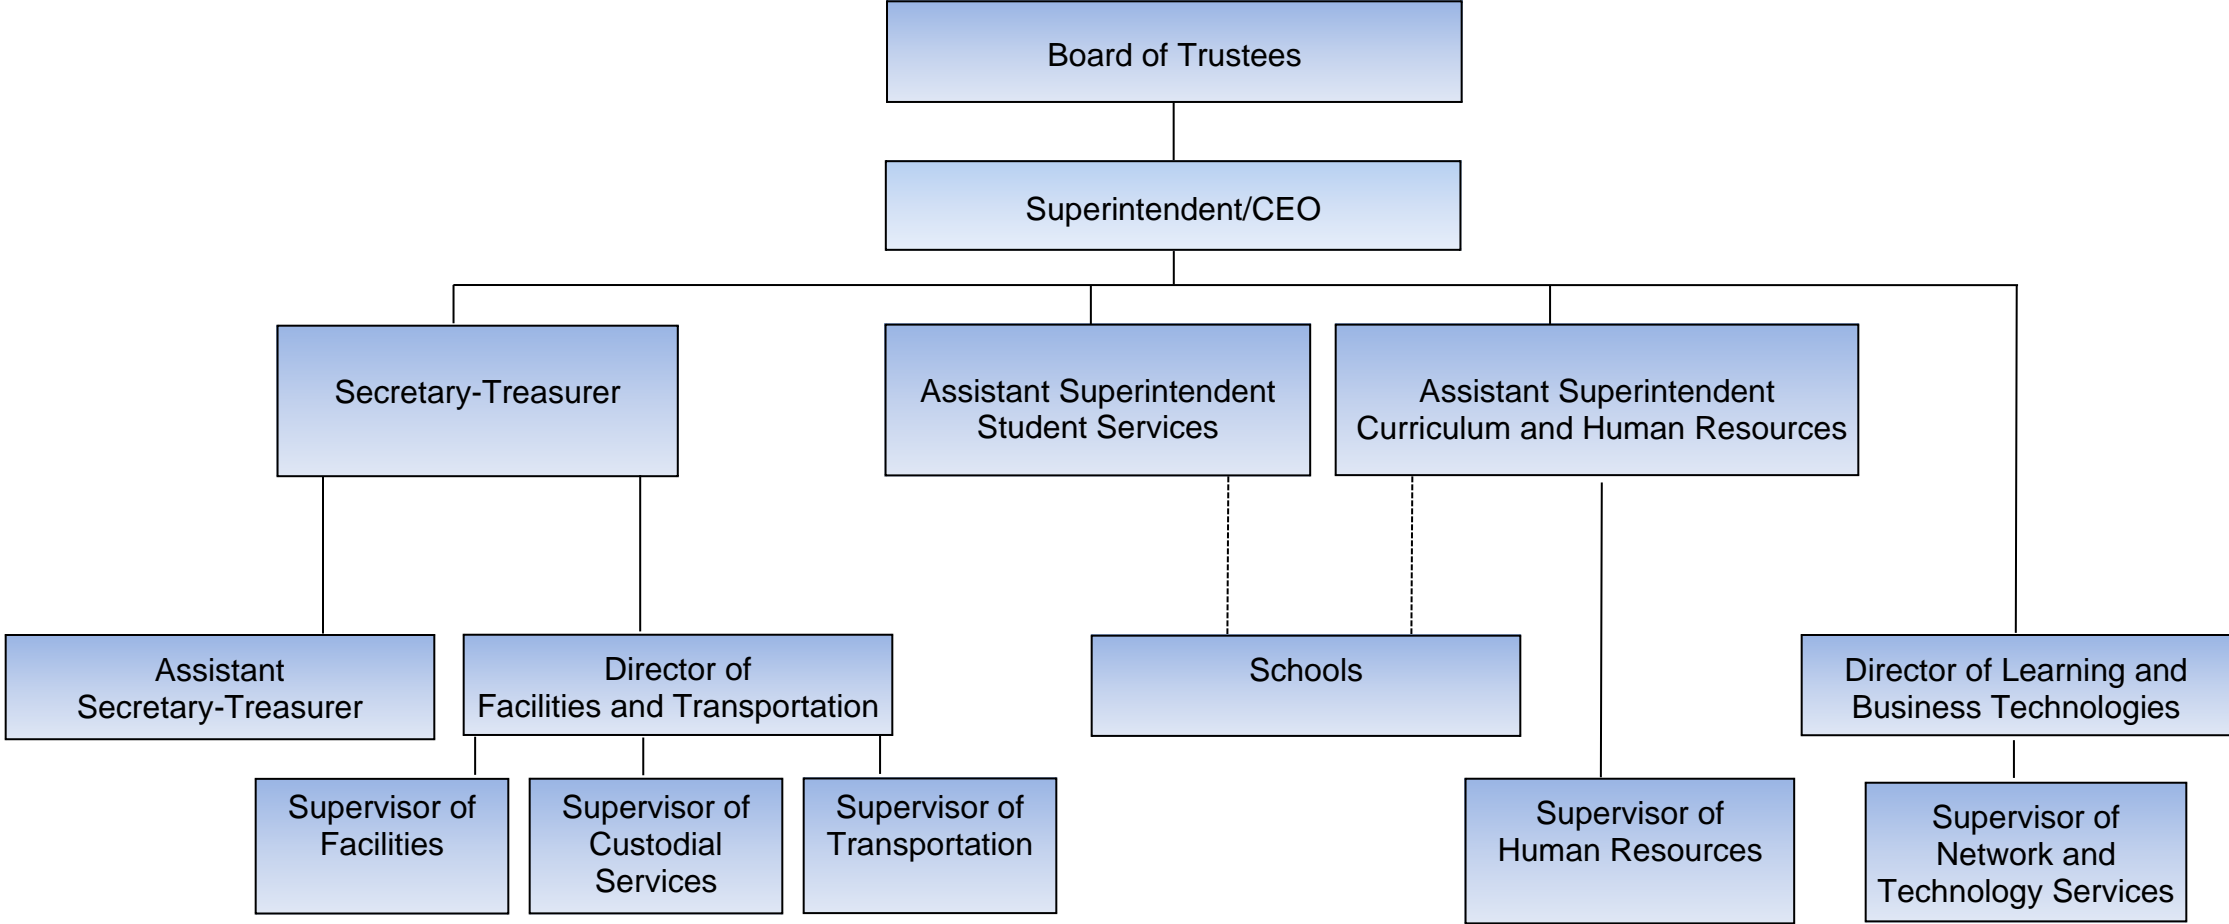 Board of Trustees
Superintendent/CEO
Secretary-Treasurer
Assistant Superintendent
Student Services
Assistant Superintendent
Curriculum and Human Resources
Assistant
Secretary-Treasurer
Director of
Facilities and Transportation
Schools
Director of Learning and
Business Technologies
Supervisor of
Facilities
Supervisor of
Custodial
Services
Supervisor of
Transportation
Supervisor of
Human Resources
Supervisor of
Network and
Technology Services